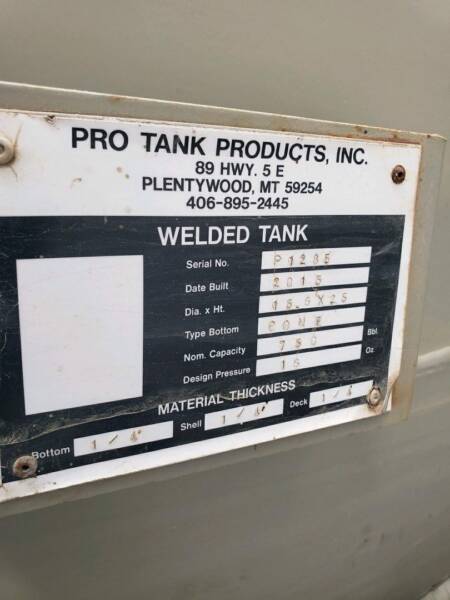 PRO TANK PRODUCTS, INC.
89 HWY. 5 E
PLENTYWOOD, MT 59254
406-895-2445
WELDED TANK
Serial No. P1285
Date Built 2015
Dia. x Ht. 15.6X25
Type Bottom CONE
Nom. Capacity 750 Bbl.
Design Pressure 16 Oz.
MATERIAL THICKNESS
Bottom 1/4" Shell 1/4" Deck 1/4